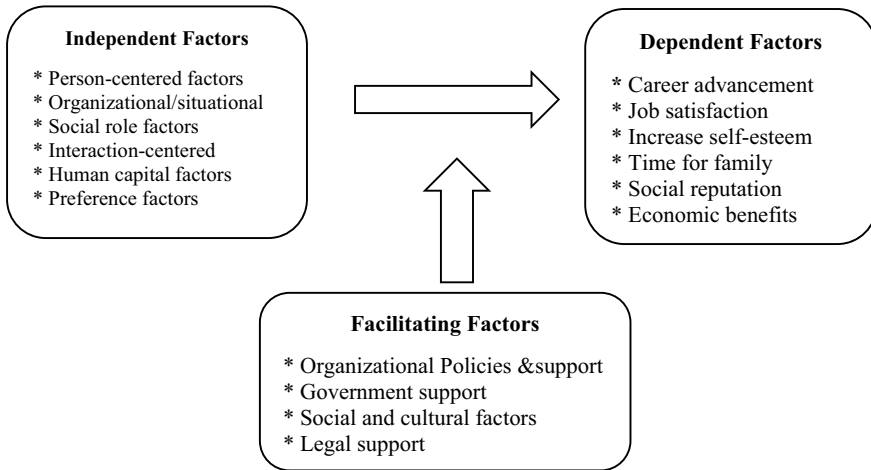 Independent Factors
* Person-centered factors
* Organizational/situational
* Social role factors
* Interaction-centered
* Human capital factors
* Preference factors
Dependent Factors
* Career advancement
* Job satisfaction
* Increase self-esteem
* Time for family
* Social reputation
* Economic benefits
Facilitating Factors
* Organizational Policies &support
* Government support
* Social and cultural factors
* Legal support